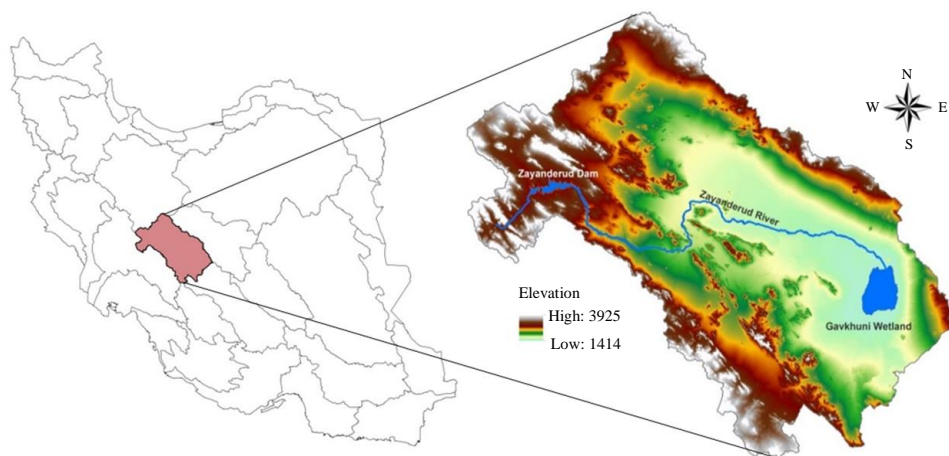 N
W
E
S
Zayanderud Dam
Zayanderud River
Elevation
High: 3925
Low: 1414
Gavkhuni Wetland